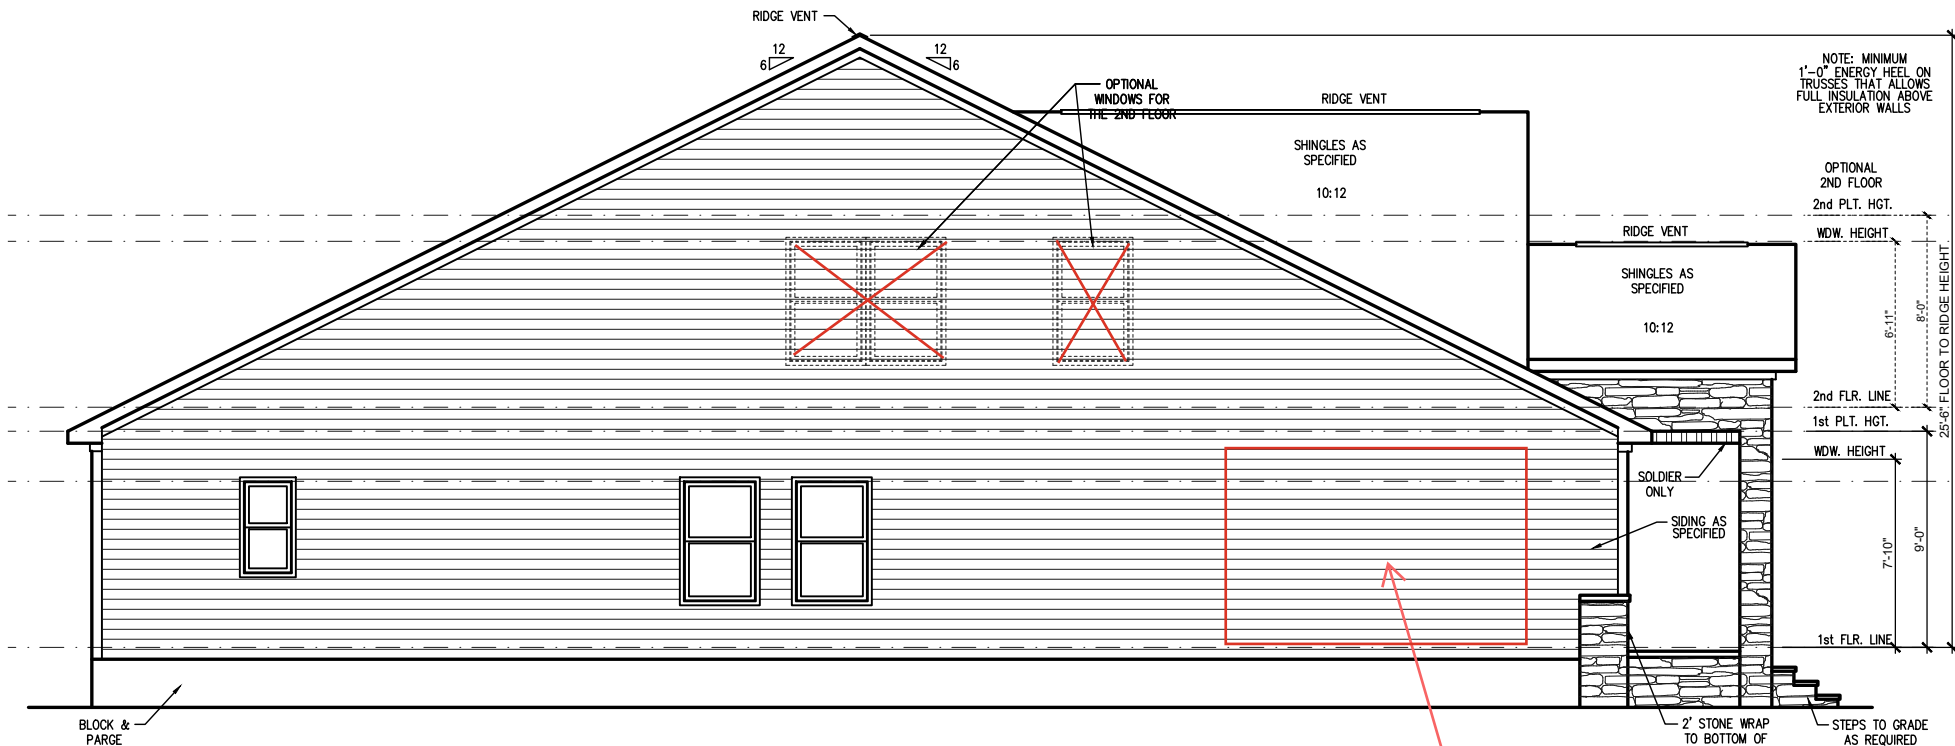 RIDGE VENT
12
6
12
6
OPTIONAL
WINDOWS FOR
THE 2ND FLOOR
RIDGE VENT
SHINGLES AS
SPECIFIED
10:12
NOTE: MINIMUM
1'-0" ENERGY HEEL ON
TRUSSES THAT ALLOWS
FULL INSULATION ABOVE
EXTERIOR WALLS
OPTIONAL
2ND FLOOR
2nd PLT. HGT.
WDW. HEIGHT
RIDGE VENT
SHINGLES AS
SPECIFIED
10:12
6'-11"
8'-0"
25'-6" FLOOR TO RIDGE HEIGHT
2nd FLR. LINE
1st PLT. HGT.
WDW. HEIGHT
SOLDIER
ONLY
SIDING AS
SPECIFIED
7'-10"
9'-0"
1st FLR. LINE
BLOCK &
PARGE
2' STONE WRAP
TO BOTTOM OF
STEPS TO GRADE
AS REQUIRED